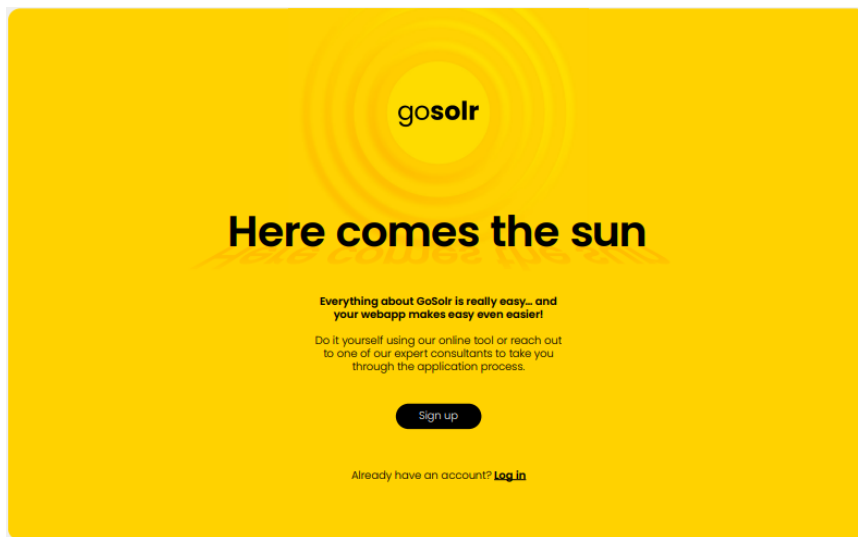 gosolr
Here comes the sun
Everything about GoSolr is really easy... and
your webapp makes easy even easier!
Do it yourself using our online tool or reach out
to one of our expert consultants to take you
through the application process.
Sign up
Already have an account? Log in